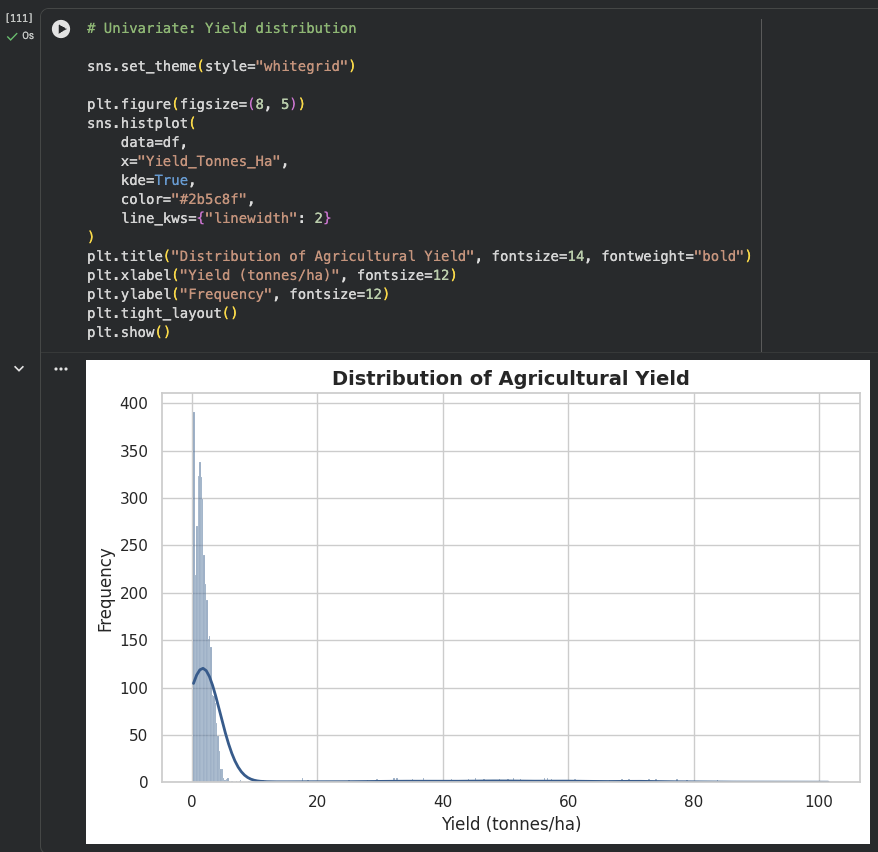 [111]
0s
# Univariate: Yield distribution
sns.set_theme(style="whitegrid")
plt.figure(figsize=(8, 5))
sns.histplot(
    data=df,
    x="Yield_Tonnes_Ha",
    kde=True,
    color="#2b5c8f",
    line_kws={"linewidth": 2}
)
plt.title("Distribution of Agricultural Yield", fontsize=14, fontweight="bold")
plt.xlabel("Yield (tonnes/ha)", fontsize=12)
plt.ylabel("Frequency", fontsize=12)
plt.tight_layout()
plt.show()
Distribution of Agricultural Yield
400
350
300
250
200
150
100
50
0
Frequency
0 20 40 60 80 100
Yield (tonnes/ha)